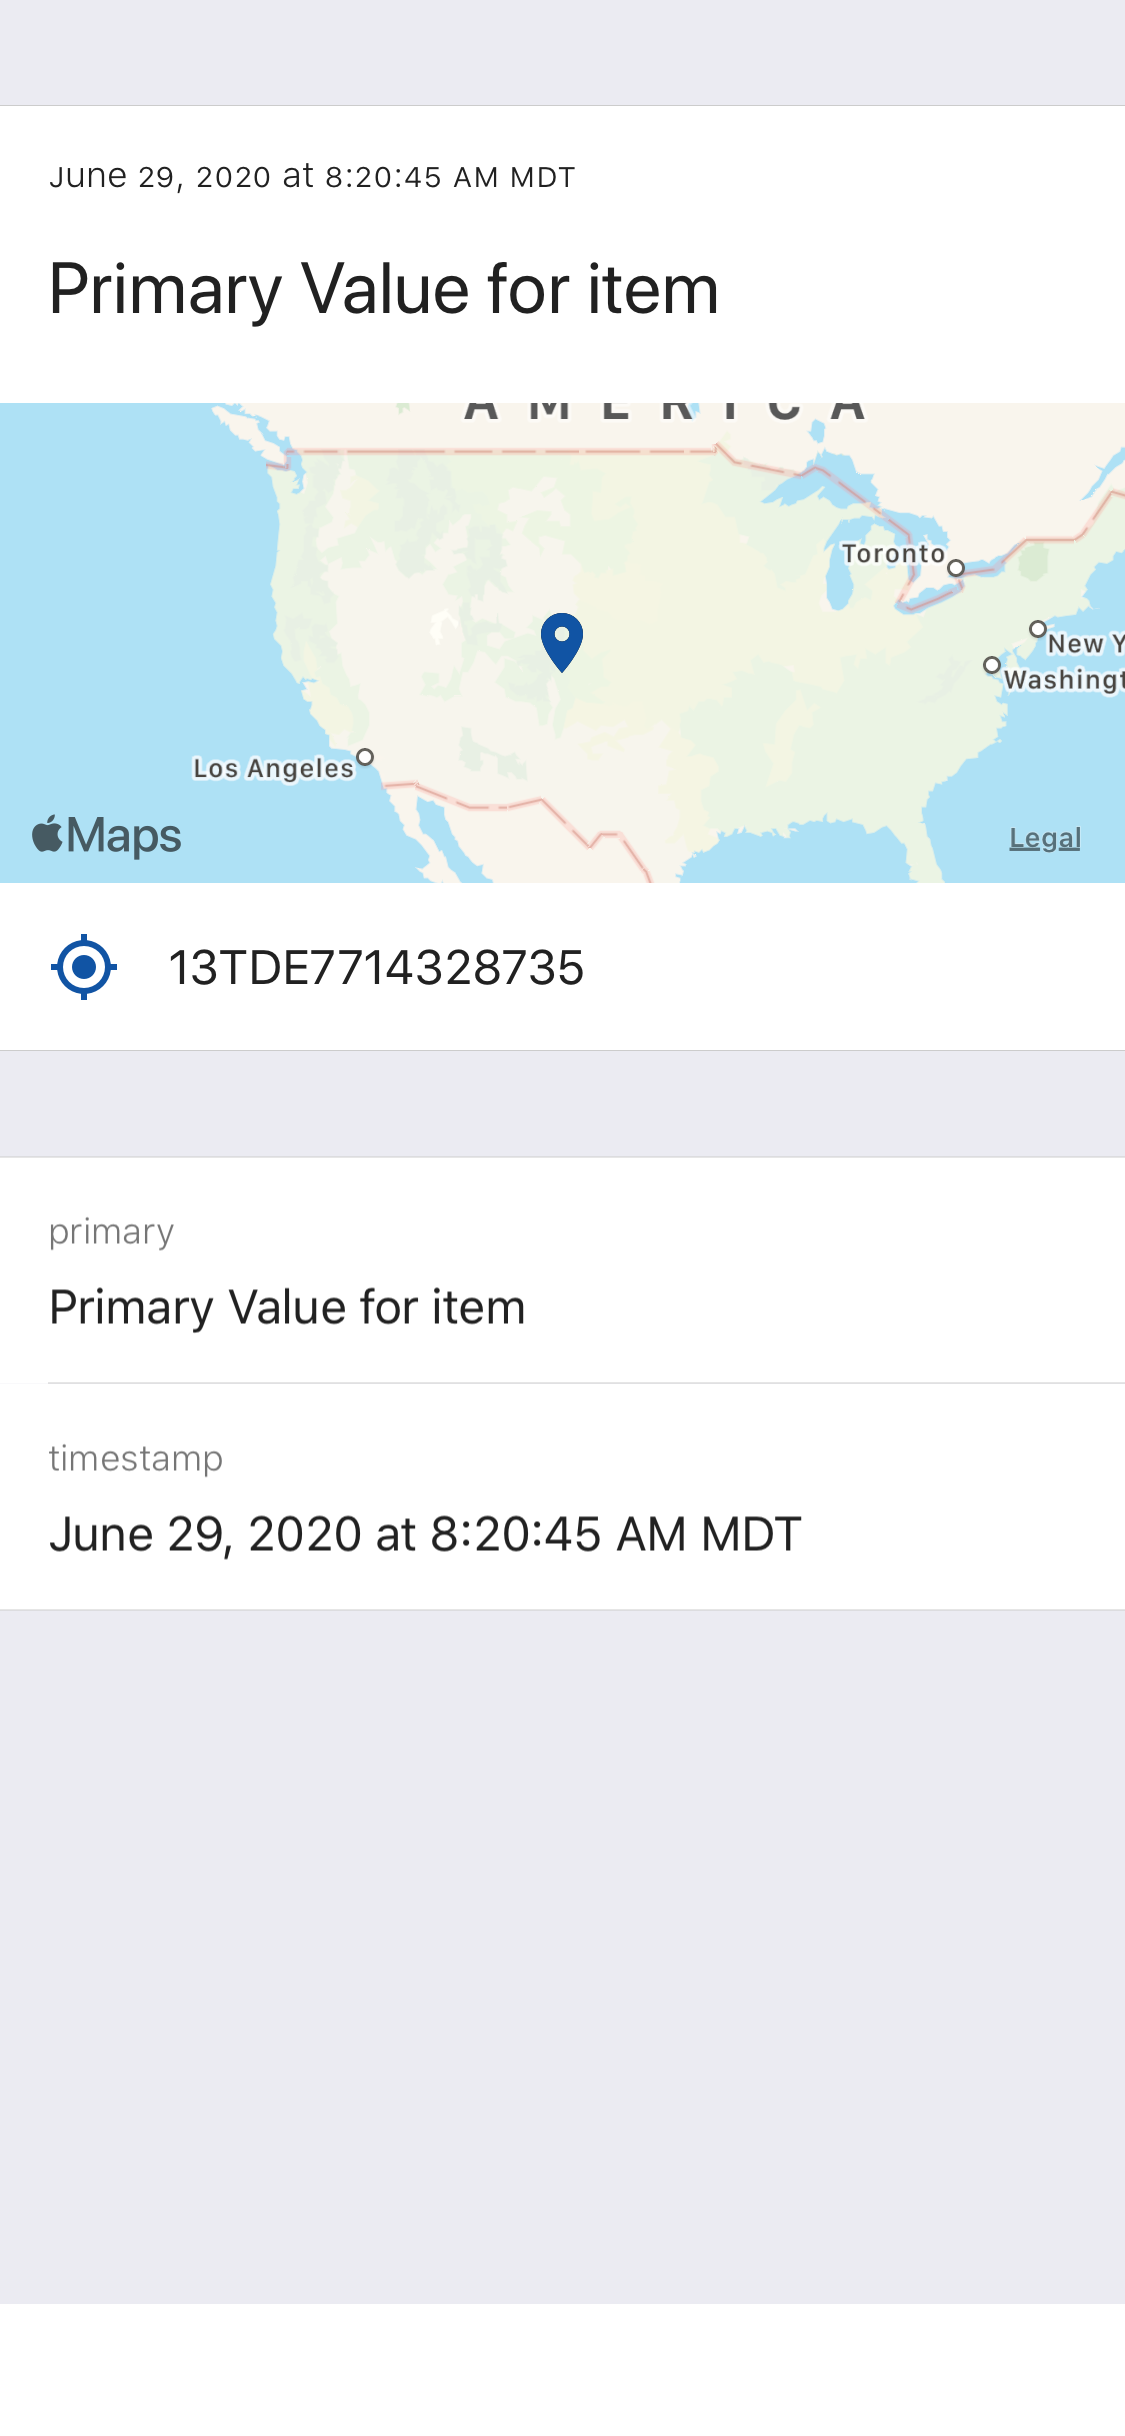 June 29, 2020 at 8:20:45 AM MDT
Primary Value for item
AMERICA
Toronto
New Y
Washingt
Los Angeles
Maps
Legal
13TDE7714328735
primary
Primary Value for item
timestamp
June 29, 2020 at 8:20:45 AM MDT